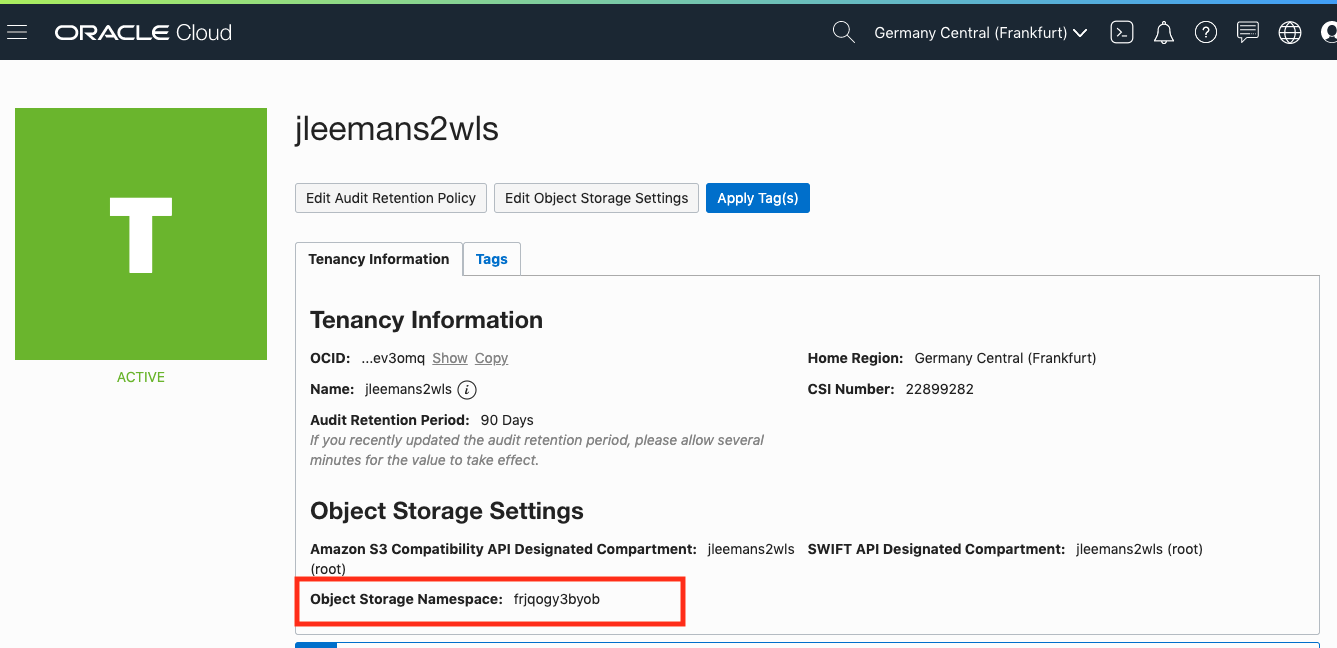 ORACLE Cloud
Germany Central (Frankfurt)
T
ACTIVE
jleemans2wls
Edit Audit Retention Policy
Edit Object Storage Settings
Apply Tag(s)
Tenancy Information
Tags
Tenancy Information
OCID: ...ev3omq Show Copy
Name: jleemans2wls
Audit Retention Period: 90 Days
If you recently updated the audit retention period, please allow several
minutes for the value to take effect.
Home Region: Germany Central (Frankfurt)
CSI Number: 22899282
Object Storage Settings
Amazon S3 Compatibility API Designated Compartment: jleemans2wls
(root)
SWIFT API Designated Compartment: jleemans2wls (root)
Object Storage Namespace: frjqogy3byob